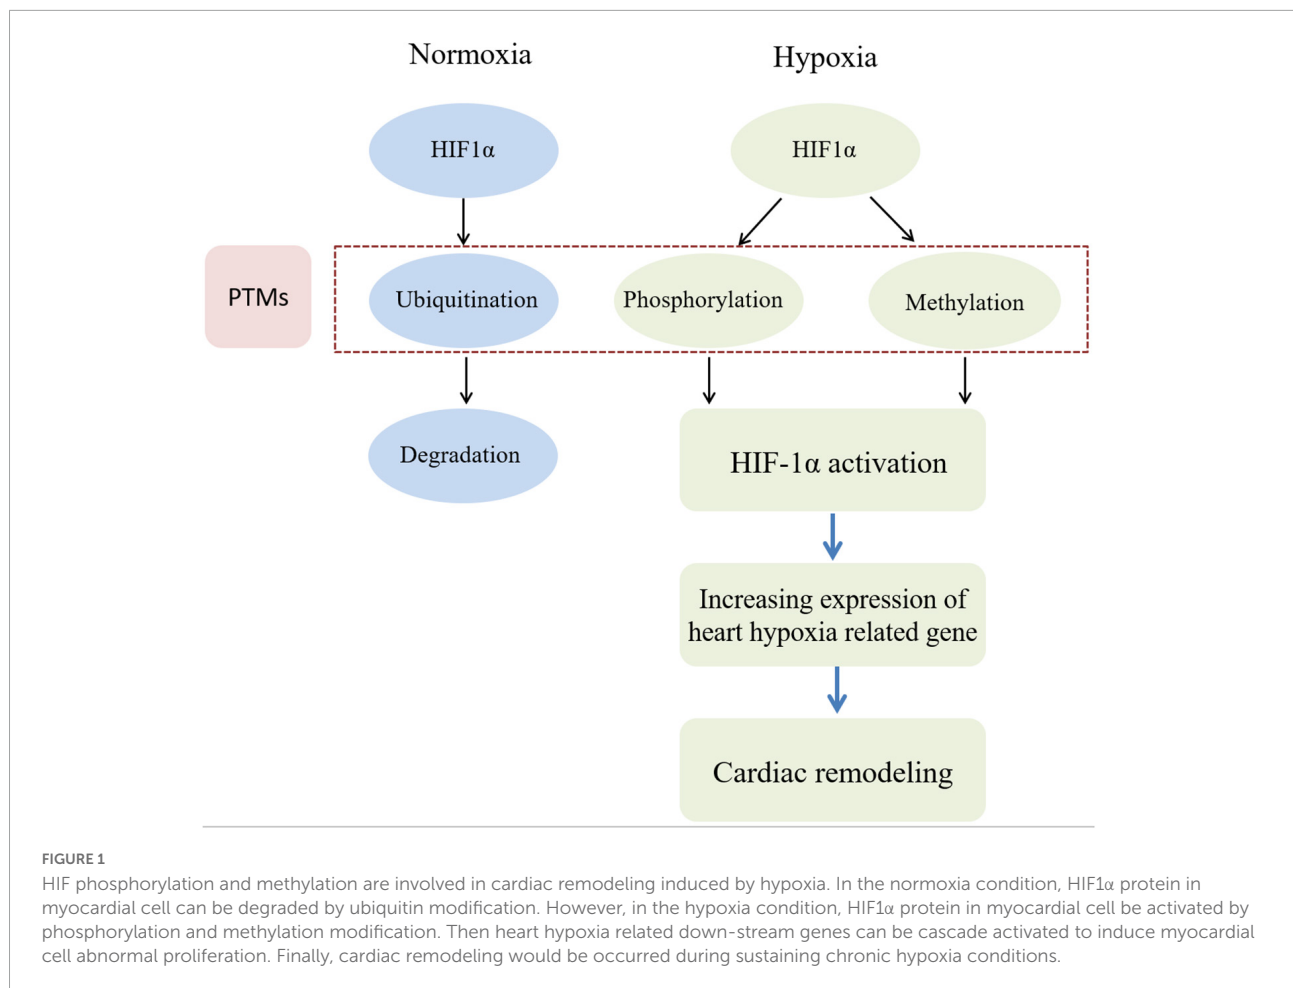 Normoxia
Hypoxia
HIF1α
HIF1α
PTMs
Ubiquitination
Phosphorylation
Methylation
Degradation
HIF-1α activation
Increasing expression of
heart hypoxia related gene
Cardiac remodeling
FIGURE 1
HIF phosphorylation and methylation are involved in cardiac remodeling induced by hypoxia. In the normoxia condition, HIF1α protein in
myocardial cell can be degraded by ubiquitin modification. However, in the hypoxia condition, HIF1α protein in myocardial cell be activated by
phosphorylation and methylation modification. Then heart hypoxia related down-stream genes can be cascade activated to induce myocardial
cell abnormal proliferation. Finally, cardiac remodeling would be occurred during sustaining chronic hypoxia conditions.